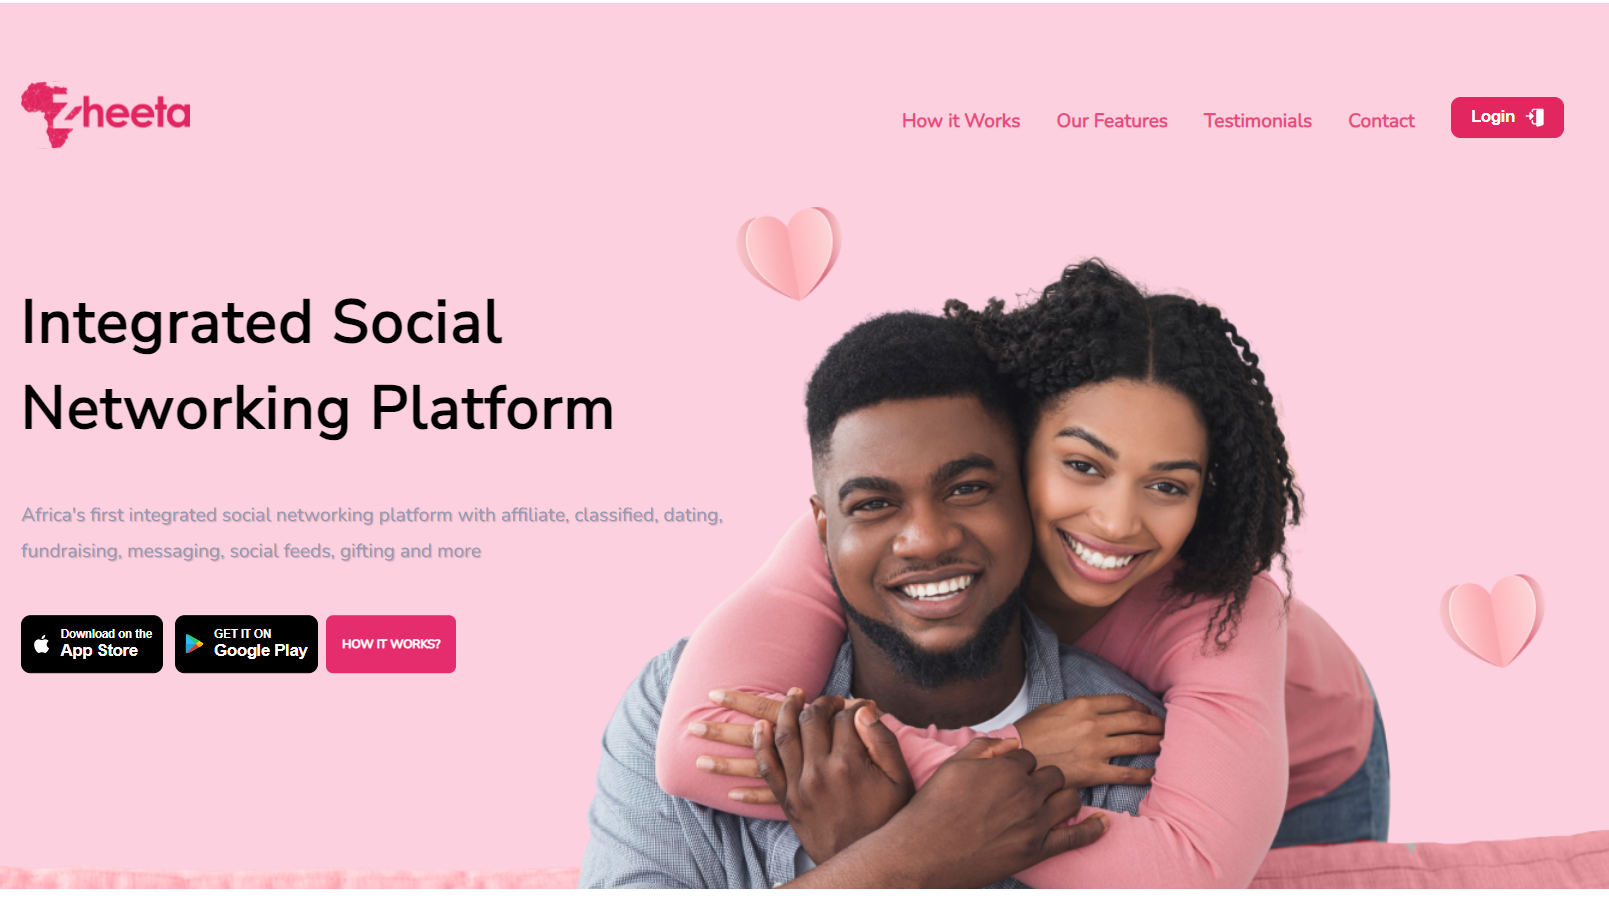 heeta
How it Works
Our Features
Testimonials
Contact
Login
Integrated Social
Networking Platform
Africa's first integrated social networking platform with affiliate, classified, dating,
fundraising, messaging, social feeds, gifting and more
Download on the
App Store
GET IT ON
Google Play
HOW IT WORKS?